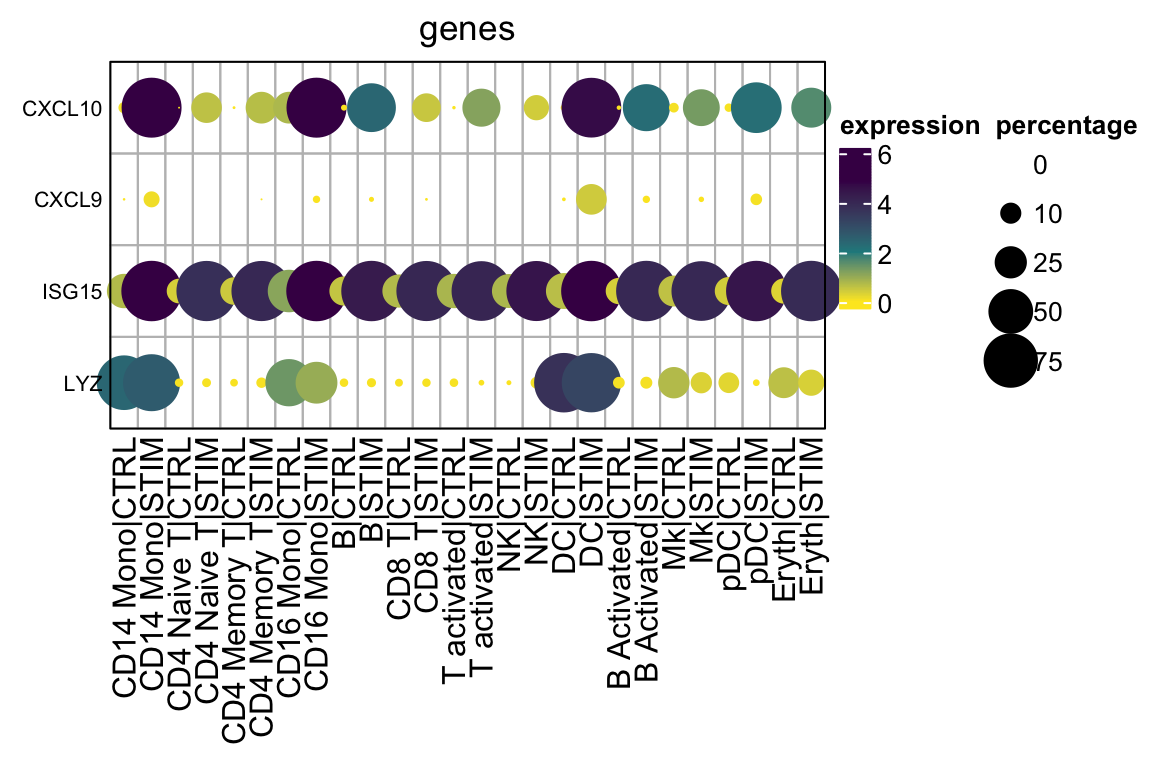 genes
CXCL10
CXCL9
ISG15
LYZ
expression
6
4
2
0
percentage
0
10
25
50
75
CD14 Mono|CTRL
CD14 Mono|STIM
CD4 Naive T|CTRL
CD4 Naive T|STIM
CD4 Memory T|CTRL
CD4 Memory T|STIM
CD16 Mono|CTRL
CD16 Mono|STIM
B|CTRL
B|STIM
CD8 T|CTRL
CD8 T|STIM
T activated|CTRL
T activated|STIM
NK|CTRL
NK|STIM
DC|CTRL
DC|STIM
B Activated|CTRL
B Activated|STIM
Mk|CTRL
Mk|STIM
pDC|CTRL
pDC|STIM
Eryth|CTRL
Eryth|STIM